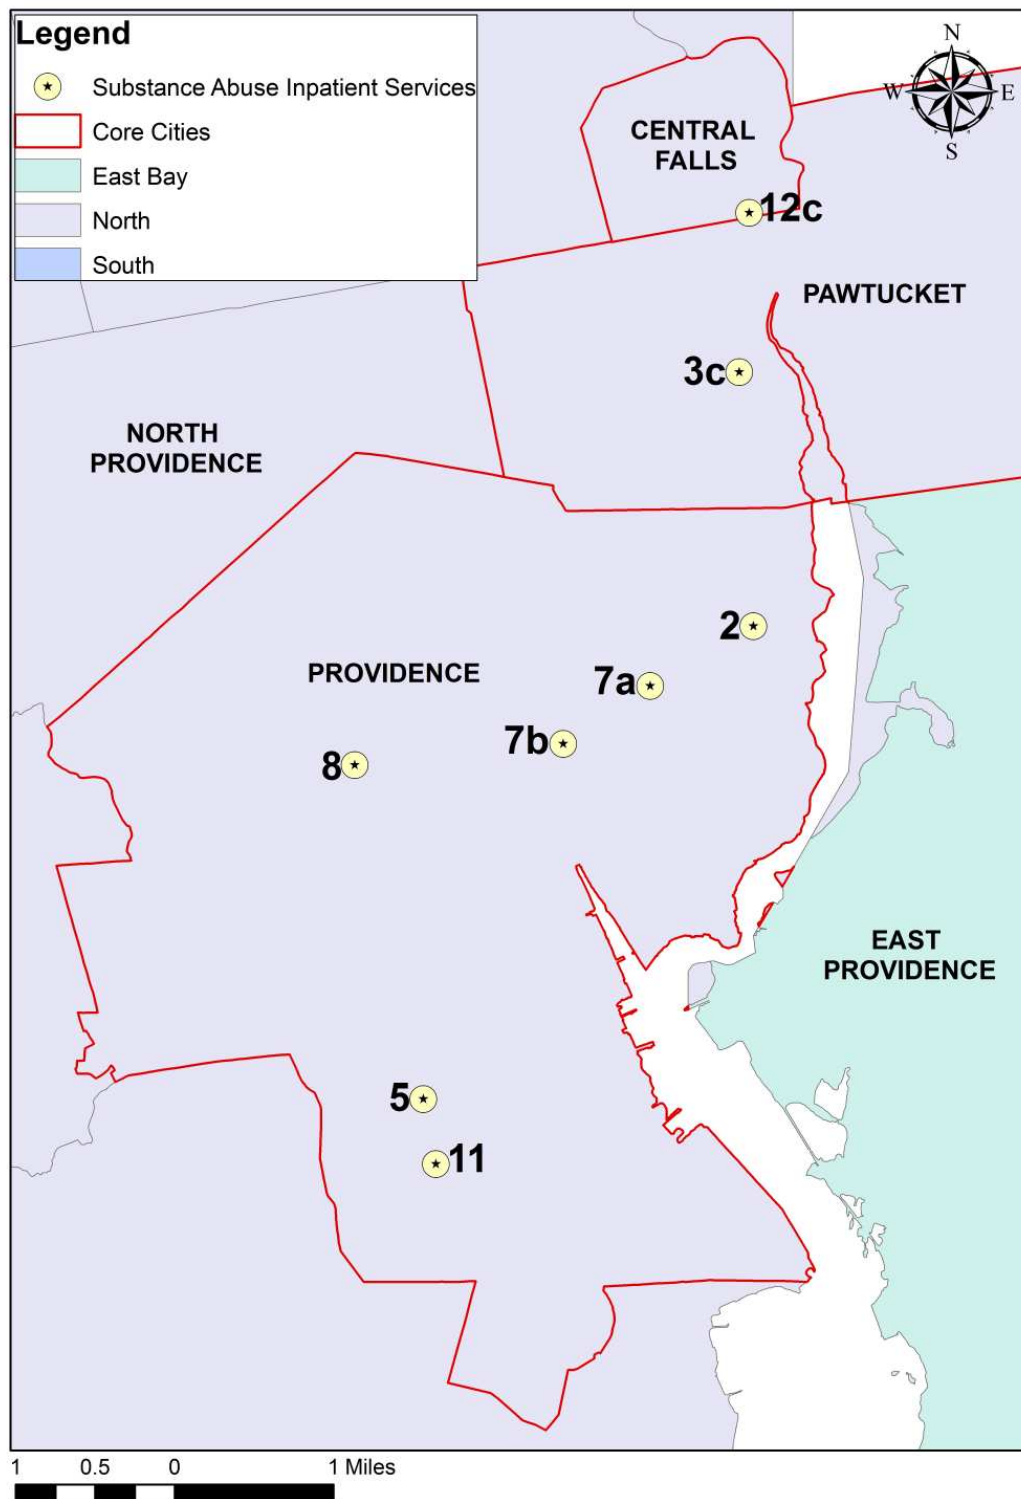 Legend
Substance Abuse Inpatient Services
Core Cities
East Bay
North
South
N
W
E
S
CENTRAL
FALLS
12c
PAWTUCKET
3c
NORTH
PROVIDENCE
2
PROVIDENCE
7a
7b
8
EAST
PROVIDENCE
5
11
1 0.5 0 1 Miles